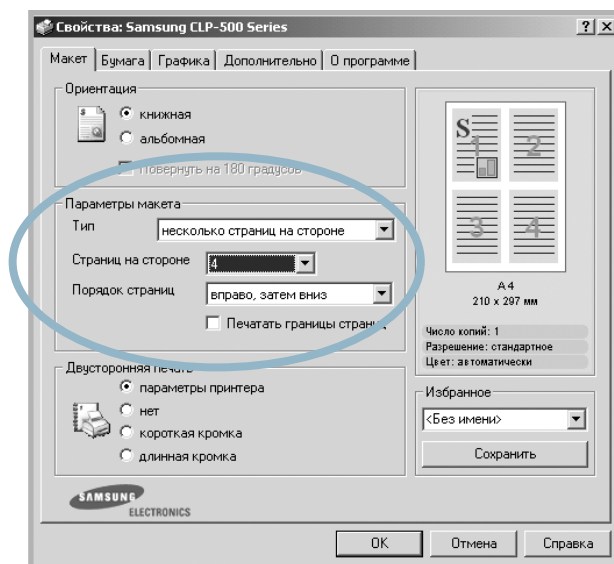 Свойства: Samsung CLP-500 Series
Макет Бумага Графика Дополнительно О программе
Ориентация
книжная
альбомная
Повернуть на 180 градусов
Параметры макета
Тип несколько страниц на стороне
Страниц на стороне 4
Порядок страниц вправо, затем вниз
Печатать границы страниц
Двусторонняя печать
параметры принтера
нет
короткая кромка
длинная кромка
SAMSUNG
ELECTRONICS
S
1 2
3 4
A4
210 x 297 мм
Число копий: 1
Разрешение: стандартное
Цвет: автоматически
Избранное
<Без имени>
Сохранить
OK Отмена Справка